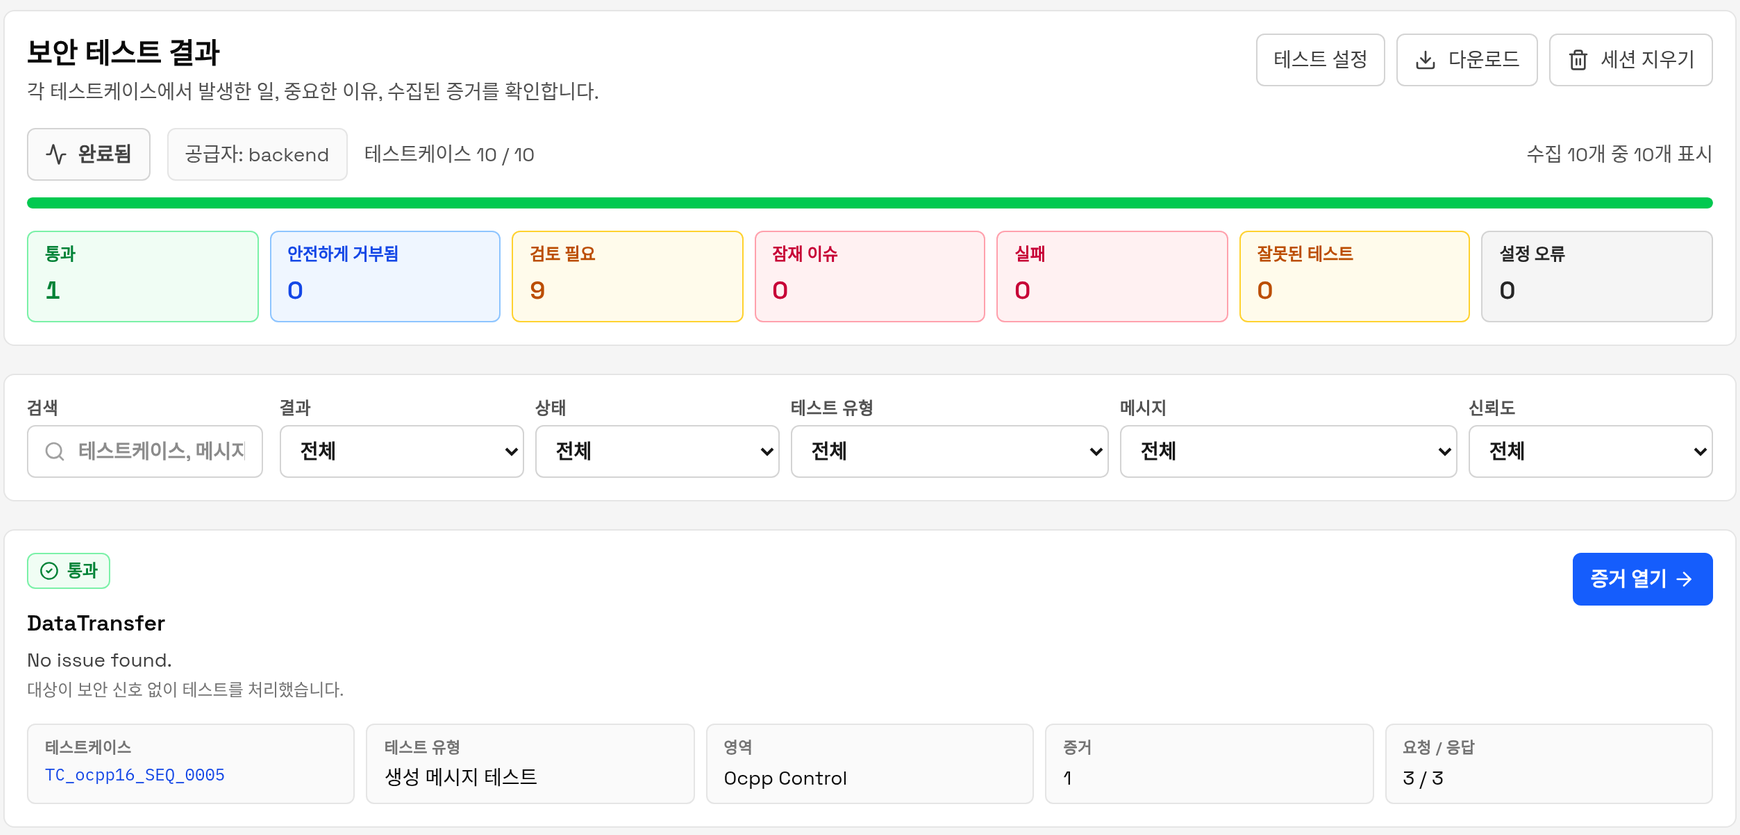 보안 테스트 결과
각 테스트케이스에서 발생한 일, 중요한 이유, 수집된 증거를 확인합니다.
테스트 설정
다운로드
세션 지우기
완료됨
공급자: backend
테스트케이스 10 / 10
수집 10개 중 10개 표시
통과
1
안전하게 거부됨
0
검토 필요
9
잠재 이슈
0
실패
0
잘못된 테스트
0
설정 오류
0
검색
테스트케이스, 메시지
결과
전체
상태
전체
테스트 유형
전체
메시지
전체
신뢰도
전체
통과
증거 열기 →
DataTransfer
No issue found.
대상이 보안 신호 없이 테스트를 처리했습니다.
테스트케이스
TC_ocpp16_SEQ_0005
테스트 유형
생성 메시지 테스트
영역
Ocpp Control
증거
1
요청 / 응답
3 / 3